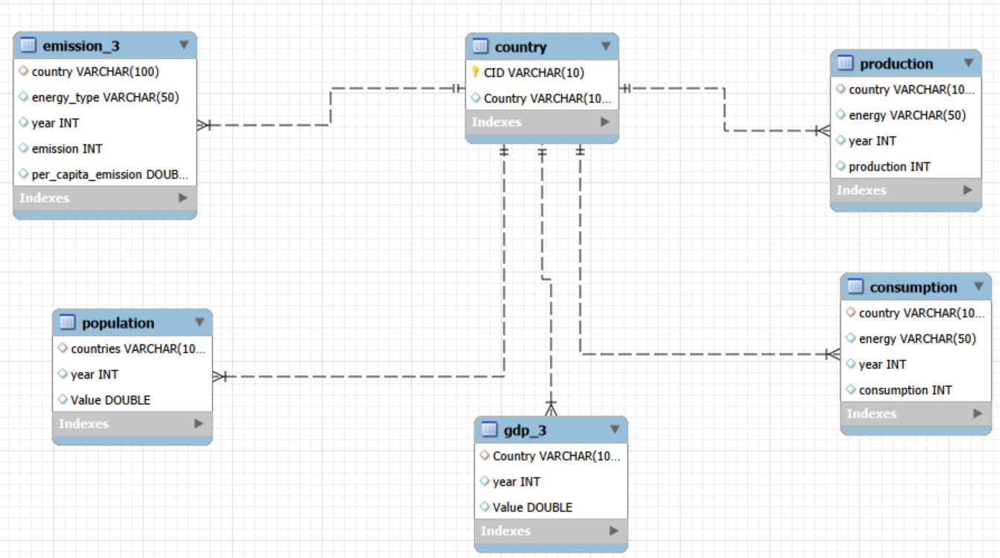 emission_3
country VARCHAR(100)
energy_type VARCHAR(50)
year INT
emission INT
per_capita_emission DOUB...
Indexes
country
CID VARCHAR(10)
Country VARCHAR(10...
Indexes
production
country VARCHAR(10...
energy VARCHAR(50)
year INT
production INT
Indexes
population
countries VARCHAR(10...
year INT
Value DOUBLE
Indexes
gdp_3
Country VARCHAR(10...
year INT
Value DOUBLE
Indexes
consumption
country VARCHAR(10...
energy VARCHAR(50)
year INT
consumption INT
Indexes